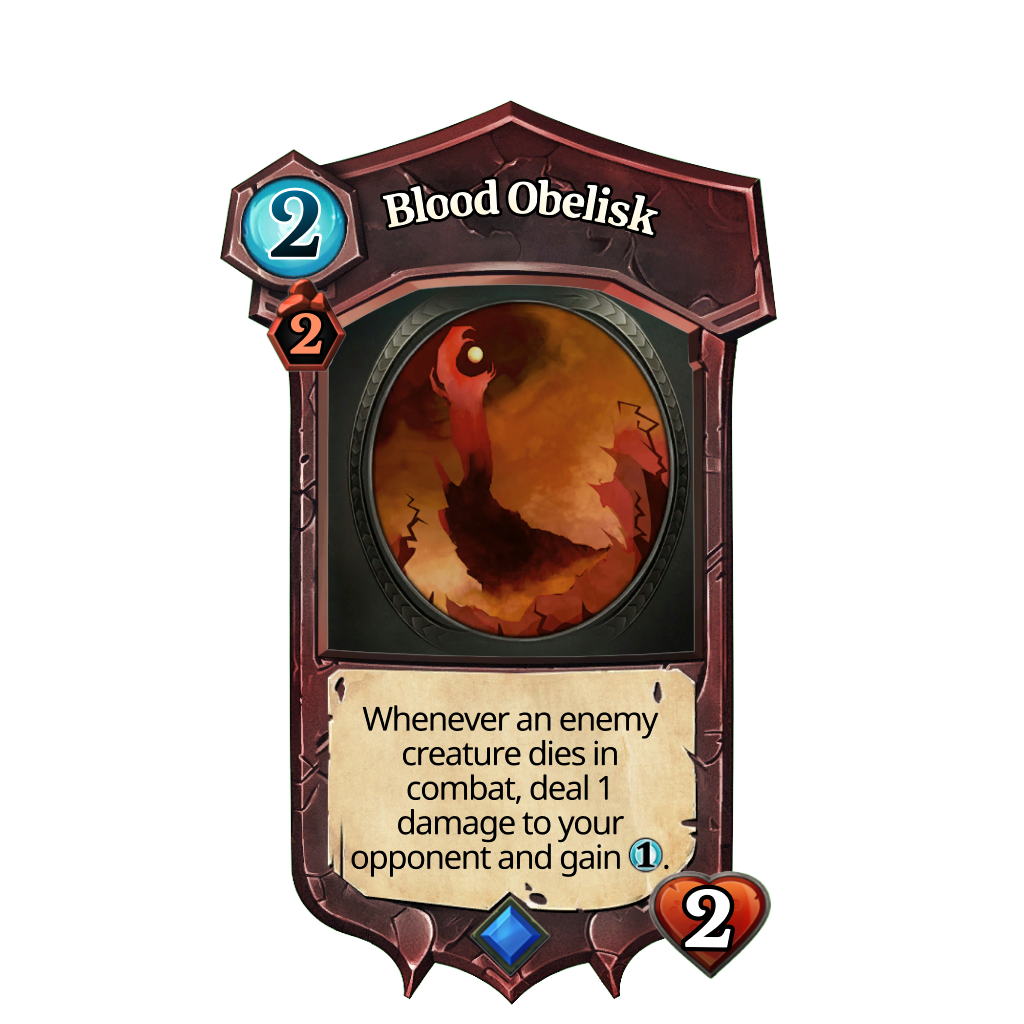 2
Blood Obelisk
2
Whenever an enemy
creature dies in
combat, deal 1
damage to your
opponent and gain 1.
2